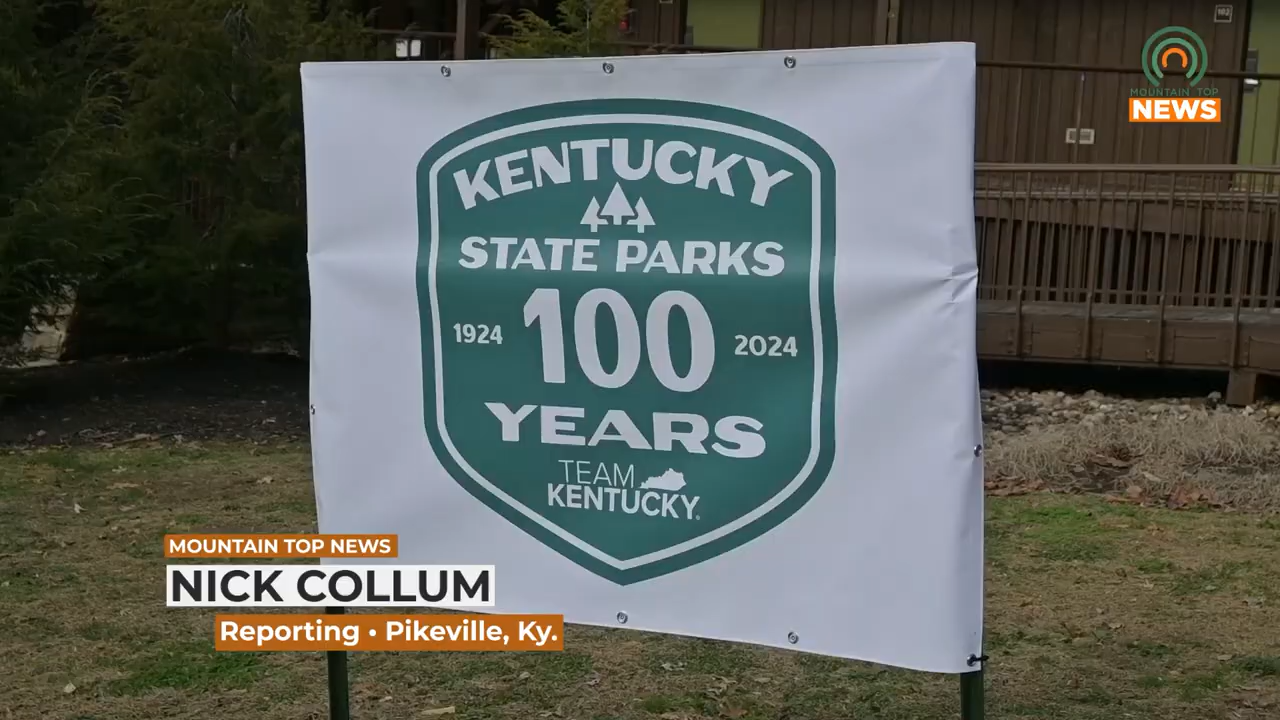 MOUNTAIN TOP
NEWS
KENTUCKY
STATE PARKS
1924 100 2024
YEARS
TEAM
KENTUCKY
MOUNTAIN TOP NEWS
NICK COLLUM
Reporting • Pikeville, Ky.